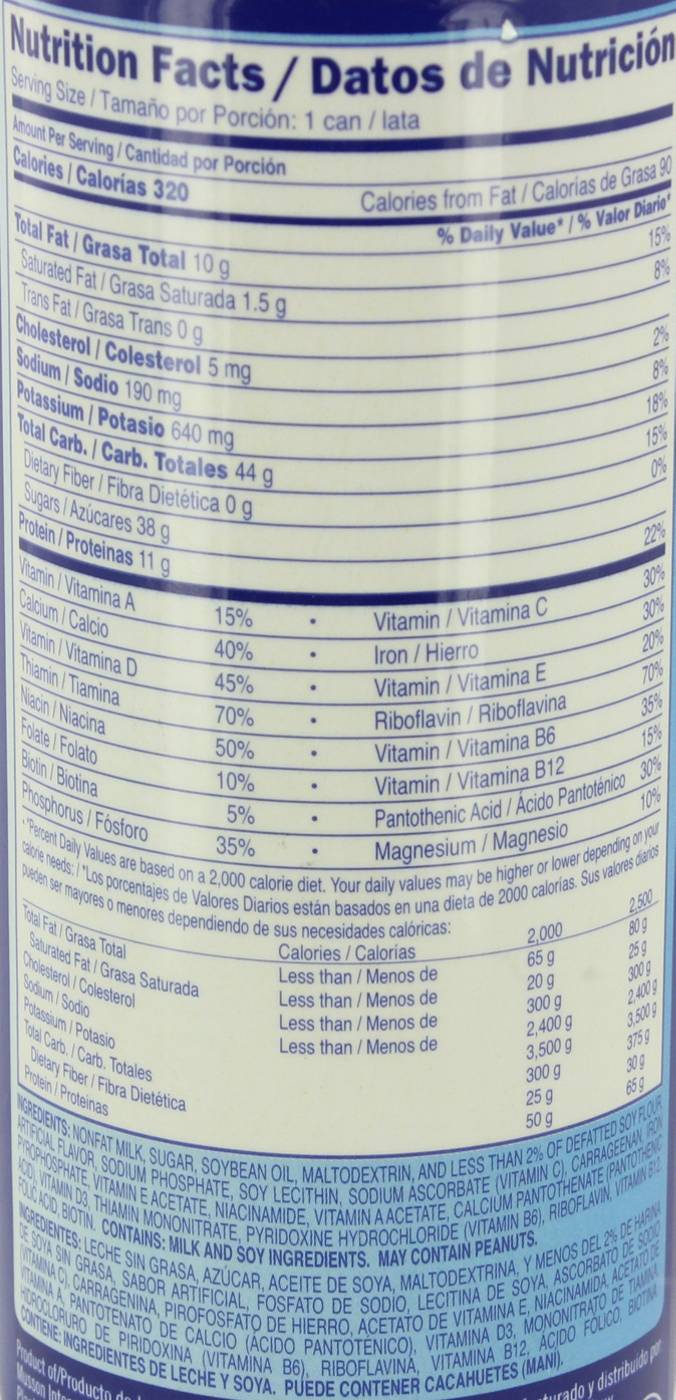 Nutrition Facts / Datos de Nutrición
Serving Size / Tamaño por Porción: 1 can / lata
Amount Per Serving / Cantidad por Porción
Calories / Calorías 320 Calories from Fat / Calorías de Grasa 90
% Daily Value* / % Valor Diario*
Total Fat / Grasa Total 10 g 15%
Saturated Fat / Grasa Saturada 1.5 g 8%
Trans Fat / Grasa Trans 0 g
Cholesterol / Colesterol 5 mg 2%
Sodium / Sodio 190 mg 8%
Potassium / Potasio 640 mg 18%
Total Carb. / Carb. Totales 44 g 15%
Dietary Fiber / Fibra Dietética 0 g 0%
Sugars / Azúcares 38 g
Protein / Proteinas 11 g 22%
Vitamin / Vitamina A 15% • Vitamin / Vitamina C 30%
Calcium / Calcio 40% • Iron / Hierro 30%
Vitamin / Vitamina D 45% • Vitamin / Vitamina E 20%
Thiamin / Tiamina 70% • Riboflavin / Riboflavina 70%
Niacin / Niacina 50% • Vitamin / Vitamina B6 35%
Folate / Folato 10% • Vitamin / Vitamina B12 15%
Biotin / Biotina 5% • Pantothenic Acid / Ácido Pantoténico 30%
Phosphorus / Fósforo 35% • Magnesium / Magnesio 10%
*Percent Daily Values are based on a 2,000 calorie diet. Your daily values may be higher or lower depending on your
calorie needs: / *Los porcentajes de Valores Diarios están basados en una dieta de 2000 calorías. Sus valores diarios
pueden ser mayores o menores dependiendo de sus necesidades calóricas:
Calories / Calorías 2,000 2,500
Total Fat / Grasa Total Less than / Menos de 65 g 80 g
Saturated Fat / Grasa Saturada Less than / Menos de 20 g 25 g
Cholesterol / Colesterol Less than / Menos de 300 g 300 g
Sodium / Sodio Less than / Menos de 2,400 g 2,400 g
Potassium / Potasio 3,500 g 3,500 g
Total Carb. / Carb. Totales 300 g 375 g
Dietary Fiber / Fibra Dietética 25 g 30 g
Protein / Proteinas 50 g 65 g
INGREDIENTS: NONFAT MILK, SUGAR, SOYBEAN OIL, MALTODEXTRIN, AND LESS THAN 2% OF DEFATTED SOY FLOUR,
ARTIFICIAL FLAVOR, SODIUM PHOSPHATE, SOY LECITHIN, SODIUM ASCORBATE (VITAMIN C), CARRAGEENAN, IRON
PYROPHOSPHATE, VITAMIN E ACETATE, NIACINAMIDE, VITAMIN A ACETATE, CALCIUM PANTOTHENATE (PANTOTHENIC
ACID), VITAMIN D3, THIAMIN MONONITRATE, PYRIDOXINE HYDROCHLORIDE (VITAMIN B6), RIBOFLAVIN, VITAMIN B12,
FOLIC ACID, BIOTIN. CONTAINS: MILK AND SOY INGREDIENTS. MAY CONTAIN PEANUTS.
INGREDIENTES: LECHE SIN GRASA, AZÚCAR, ACEITE DE SOYA, MALTODEXTRINA, Y MENOS DEL 2% DE HARINA
DE SOYA SIN GRASA, SABOR ARTIFICIAL, FOSFATO DE SODIO, LECITINA DE SOYA, ASCORBATO DE SODIO
(VITAMINA C), CARRAGENINA, PIROFOSFATO DE HIERRO, ACETATO DE VITAMINA E, NIACINAMIDA, ACETATO DE
VITAMINA A, PANTOTENATO DE CALCIO (ÁCIDO PANTOTÉNICO), VITAMINA D3, MONONITRATO DE TIAMINA,
HIDROCLORURO DE PIRIDOXINA (VITAMINA B6), RIBOFLAVINA, VITAMINA B12, ÁCIDO FOLICO, BIOTINA
CONTIENE: INGREDIENTES DE LECHE Y SOYA. PUEDE CONTENER CACAHUETES (MANÍ).
Product of/Producto y distribuido por